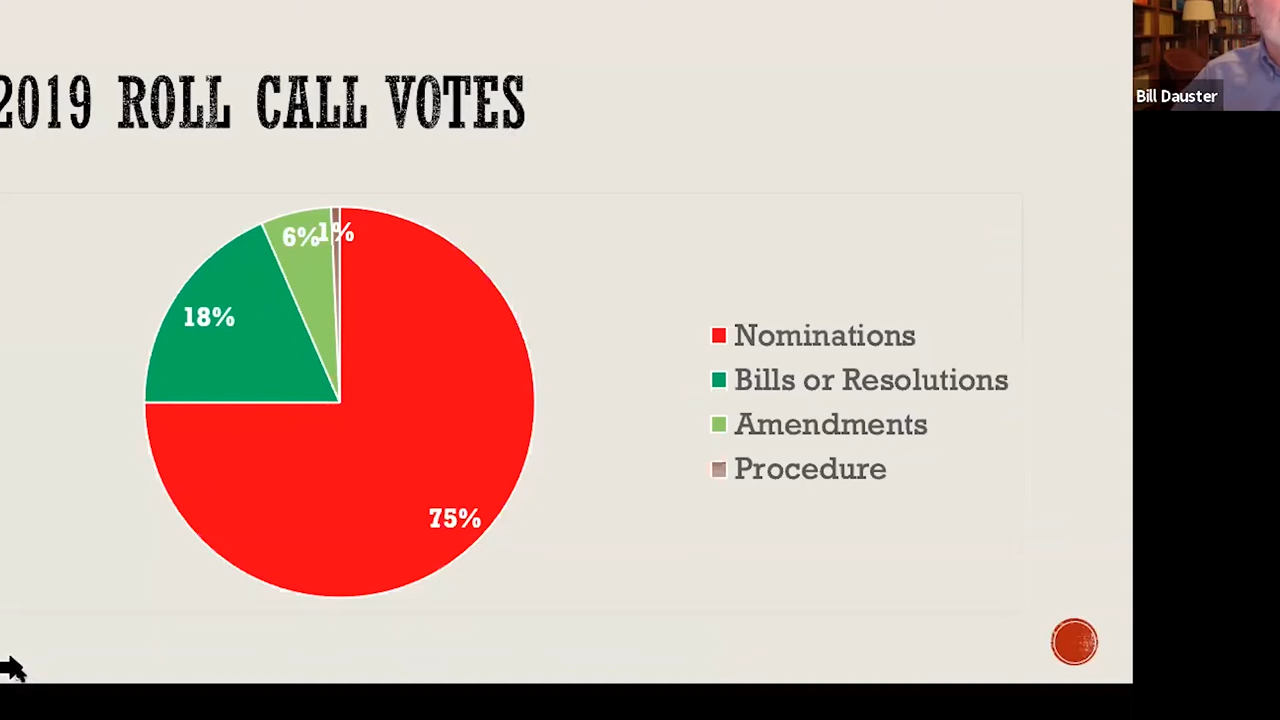 2019 ROLL CALL VOTES
Bill Dauster
6%
1%
18%
75%
Nominations
Bills or Resolutions
Amendments
Procedure